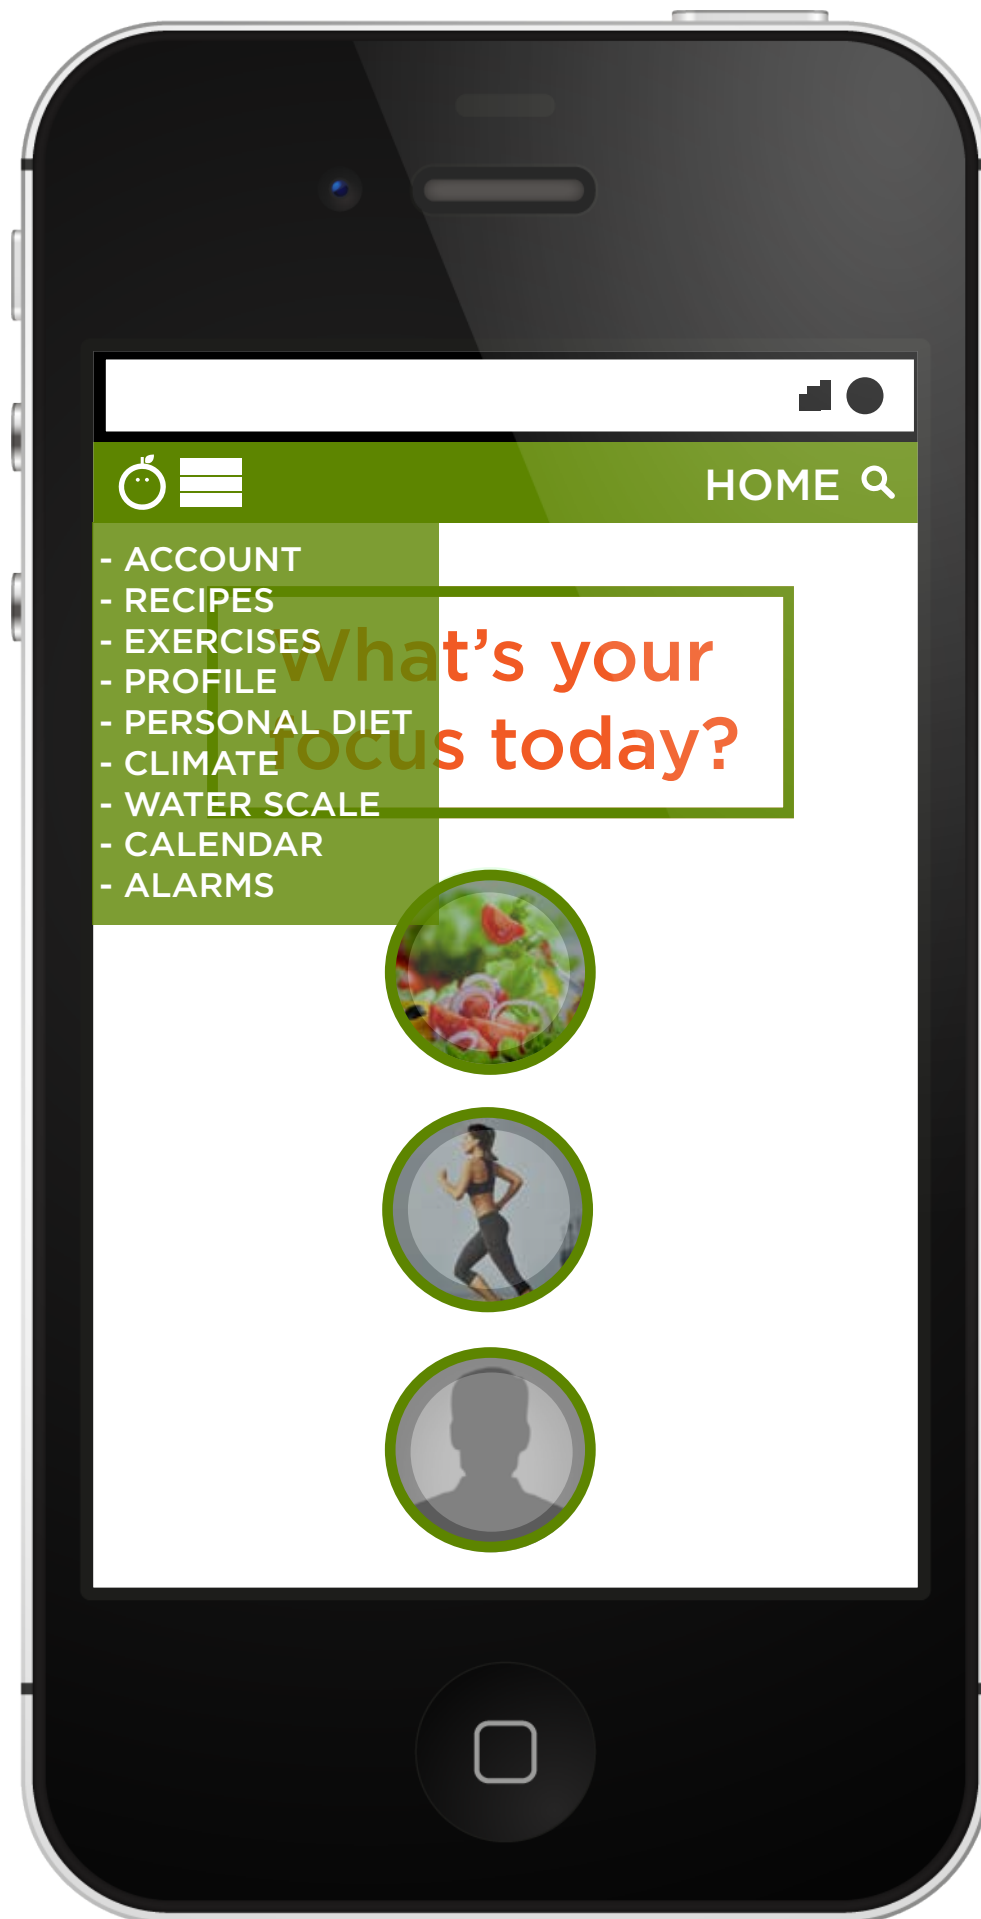 HOME
- ACCOUNT
- RECIPES
- EXERCISES
- PROFILE
- PERSONAL DIET
- CLIMATE
- WATER SCALE
- CALENDAR
- ALARMS
What’s your
focus today?